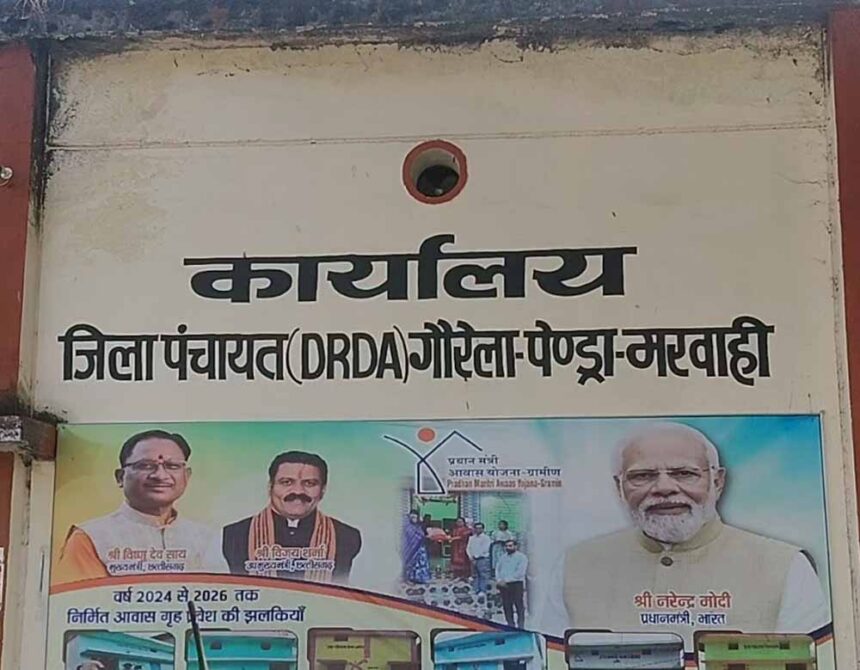 कार्यालय
जिला पंचायत(DRDA)गौरेला-पेण्ड्रा-मरवाही
प्रधान मंत्री
आवास योजना-ग्रामीण
Pradhan Mantri Awaas Yojana-Gramin
श्री विष्णु देव साय
मुख्यमंत्री, छत्तीसगढ़
श्री विजय शर्मा
उपमुख्यमंत्री, छत्तीसगढ़
श्री नरेन्द्र मोदी
प्रधानमंत्री, भारत
वर्ष 2024 से 2026 तक
निर्मित आवास गृह प्रवेश की झलकियाँ